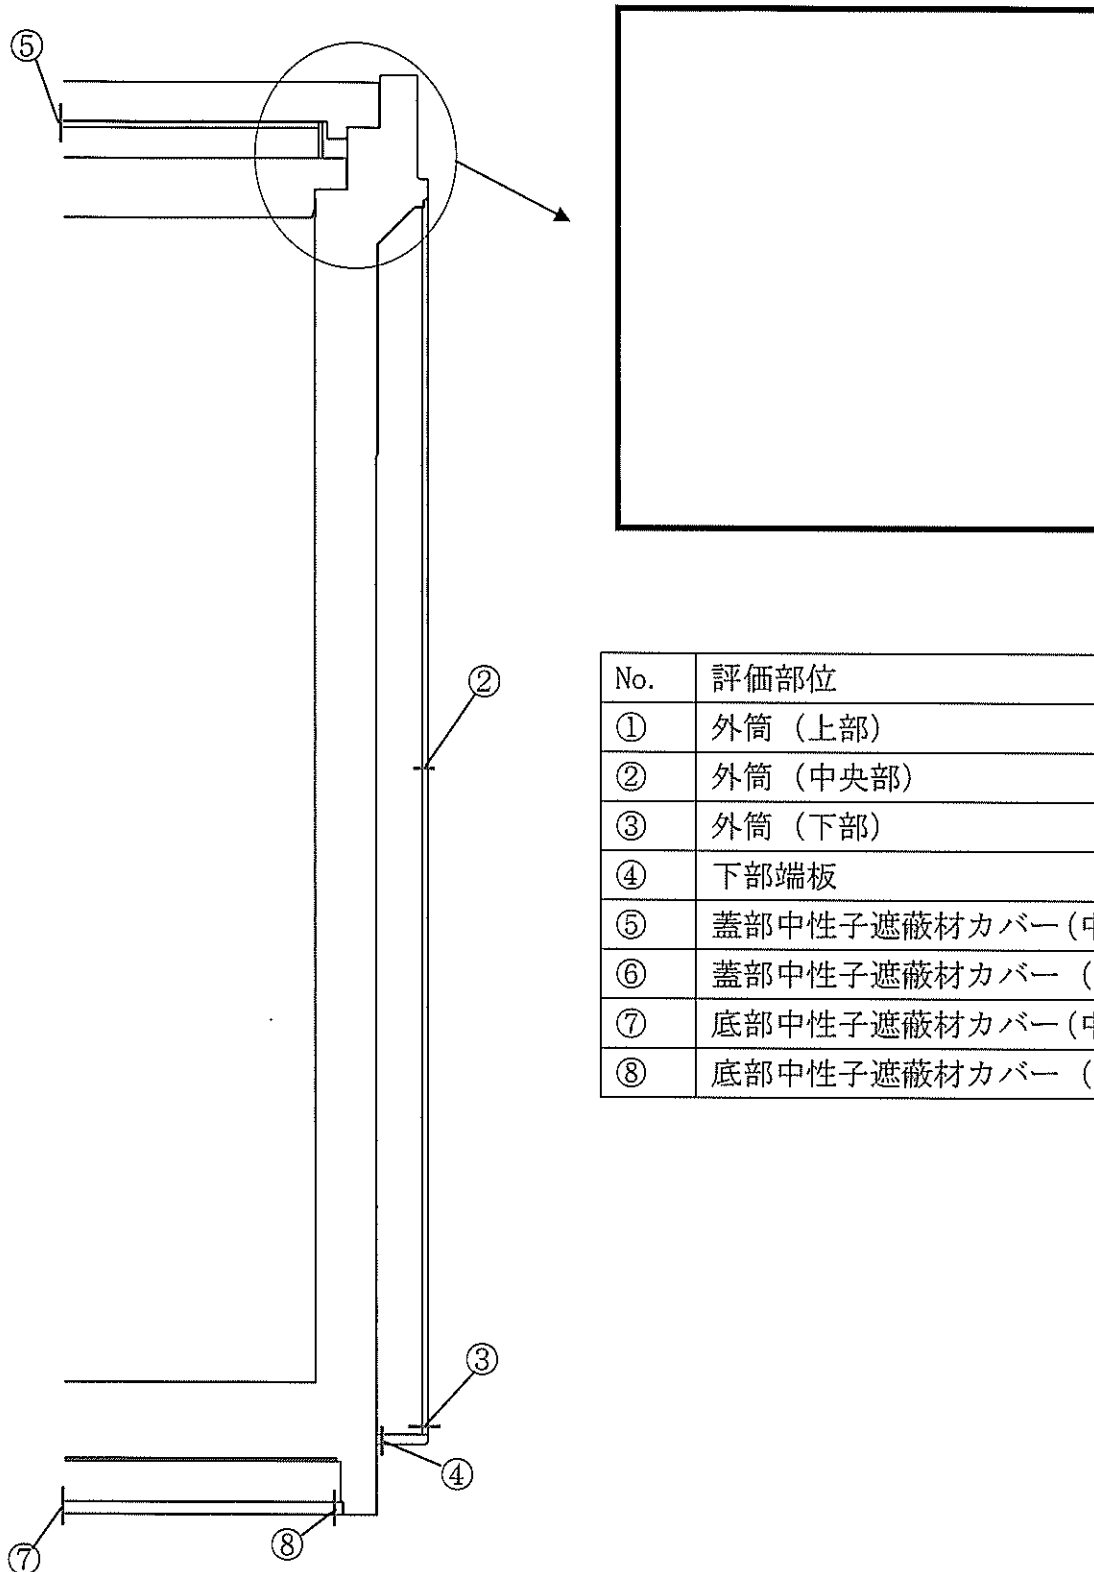 ⑤
②
③
④
⑧
⑦
No. 評価部位
① 外筒（上部）
② 外筒（中央部）
③ 外筒（下部）
④ 下部端板
⑤ 蓋部中性子遮蔽材カバー（
⑥ 蓋部中性子遮蔽材カバー（
⑦ 底部中性子遮蔽材カバー（
⑧ 底部中性子遮蔽材カバー（